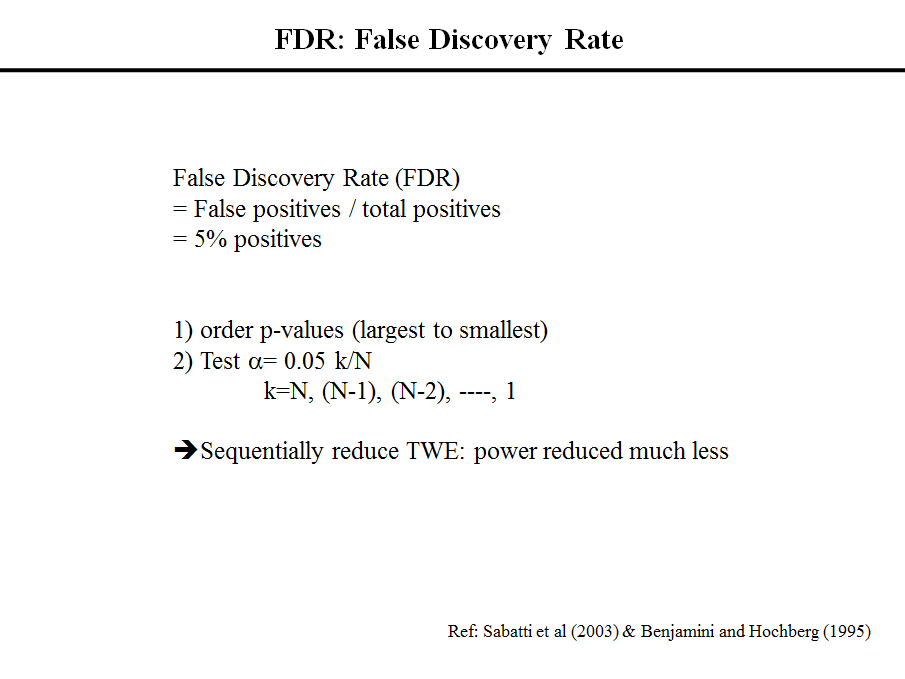 FDR: False Discovery Rate
False Discovery Rate (FDR)
= False positives / total positives
= 5% positives
1) order p-values (largest to smallest)
2) Test α= 0.05 k/N
k=N, (N-1), (N-2), ----, 1
➔Sequentially reduce TWE: power reduced much less
Ref: Sabatti et al (2003) & Benjamini and Hochberg (1995)